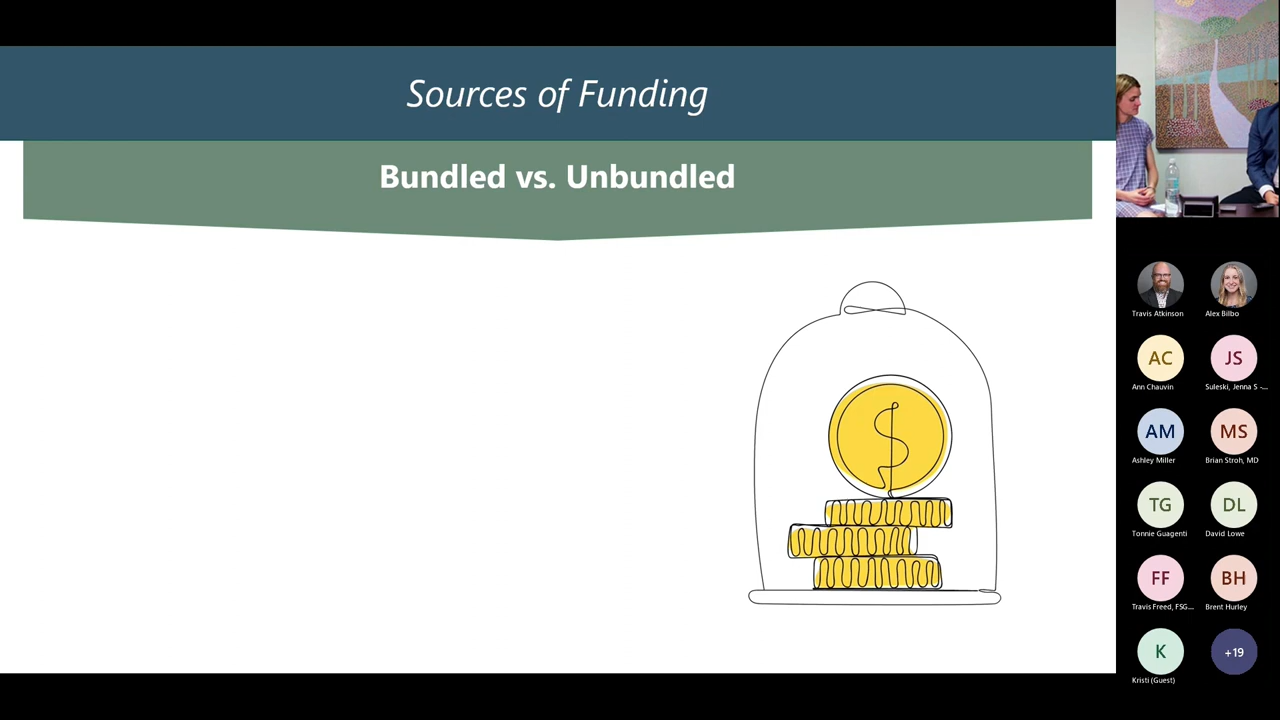 Sources of Funding
Bundled vs. Unbundled
Travis Atkinson
Alex Bilbo
AC
JS
Ann Chauvin
Suleski, Jenna S -...
AM
MS
Ashley Miller
Brian Stroh, MD
TG
DL
Tonnie Guagenti
David Lowe
FF
BH
Travis Freed, FSG...
Brent Hurley
K
+19
Kristi (Guest)